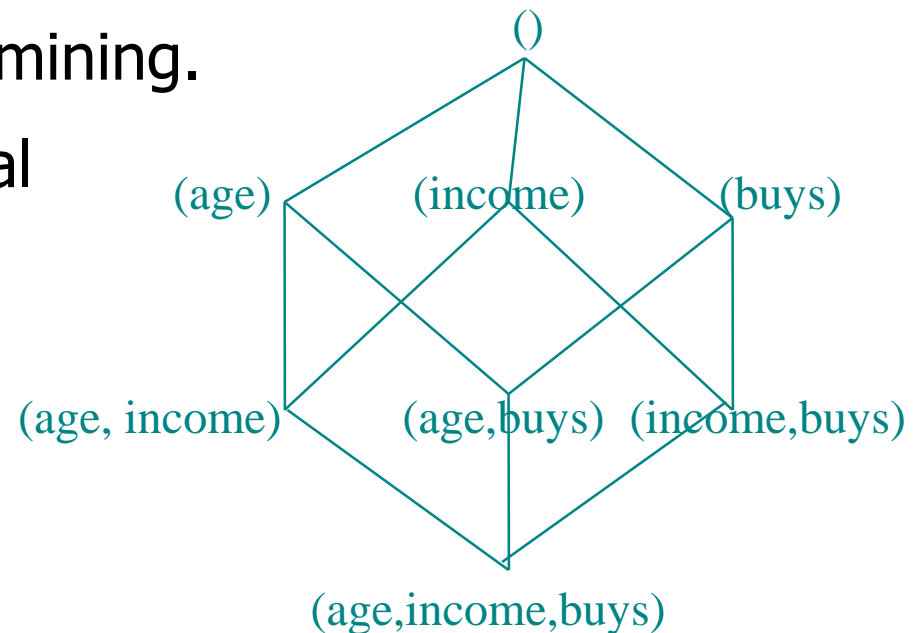 ()
mining.
al
(age) (income) (buys)
(age, income) (age,buys) (income,buys)
(age,income,buys)